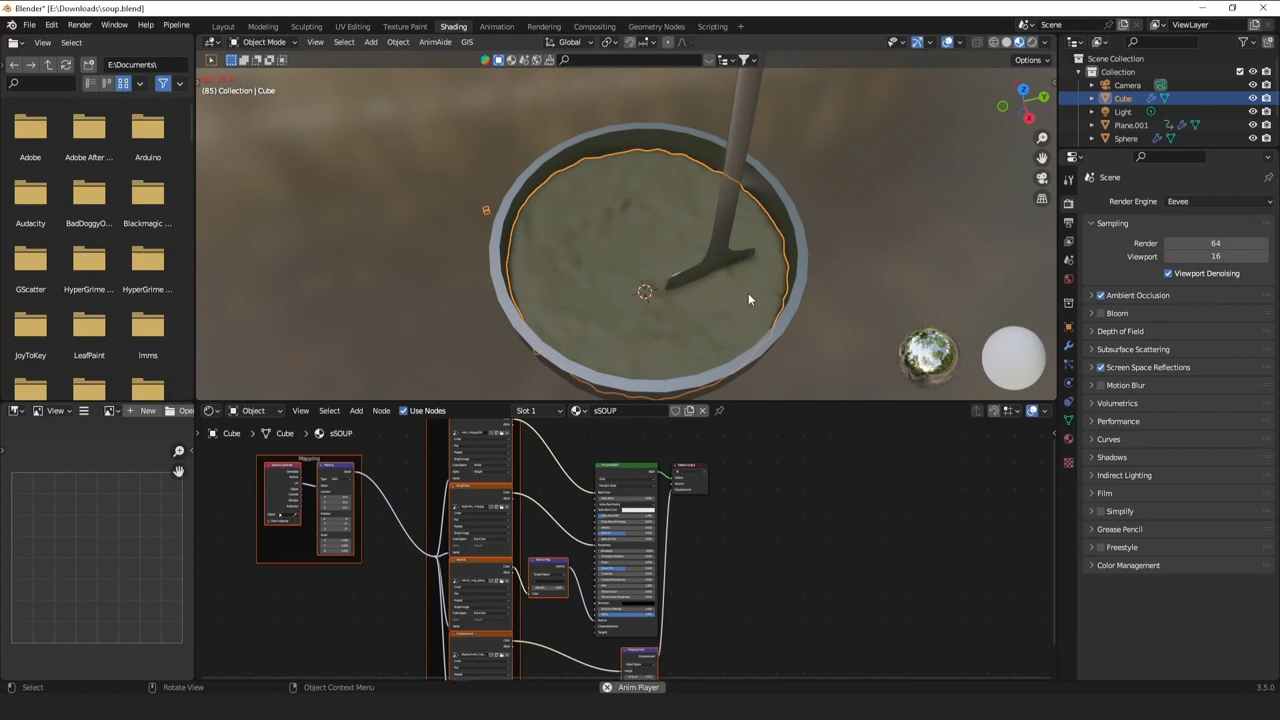 Blender* [E:\Downloads\soup.blend]
File Edit Render Window Help Pipeline
Layout Modeling Sculpting UV Editing Texture Paint Shading Animation Rendering Compositing Geometry Nodes Scripting
Scene
ViewLayer
View Select
Object Mode
View Select Add Object AnimAide GIS
Global
Options
E:\Documents\
Adobe
Adobe After ...
Arduino
Audacity
BadDoggyO...
Blackmagic ...
GScatter
HyperGrime ...
HyperGrime ...
JoyToKey
LeafPaint
lmms
(85) Collection | Cube
Z
Y
X
Scene Collection
Collection
Camera
Cube
Light
Plane.001
Sphere
Scene
Render Engine
Eevee
Sampling
Render 64
Viewport 16
Viewport Denoising
Ambient Occlusion
Bloom
Depth of Field
Subsurface Scattering
Screen Space Reflections
Motion Blur
Volumetrics
Performance
Curves
Shadows
Indirect Lighting
Film
Simplify
Grease Pencil
Freestyle
Color Management
View
New
Open
Object
View Select Add Node
Use Nodes
Slot 1
sSOUP
Cube > Cube > sSOUP
Mapping
Select
Rotate View
Object Context Menu
Anim Player
3.5.0